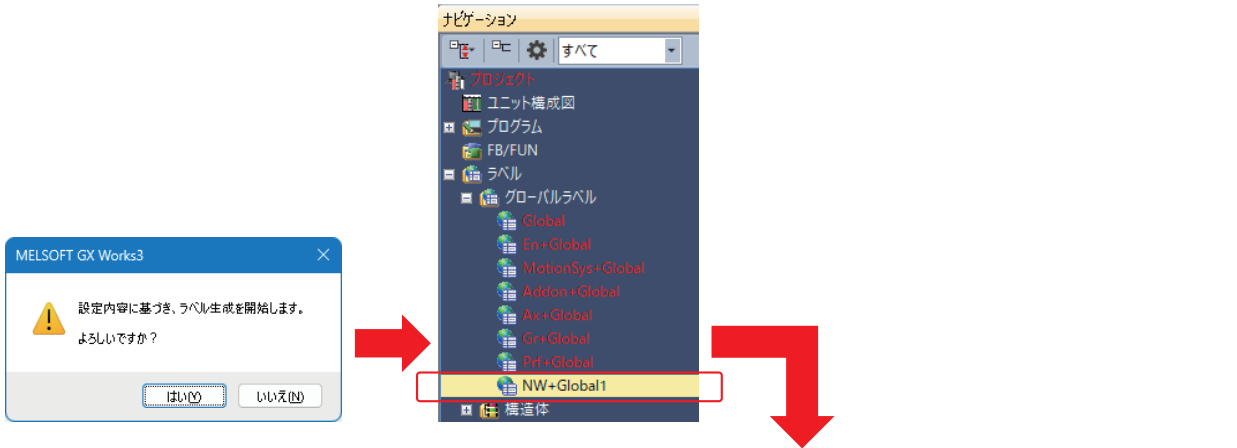 MELSOFT GX Works3
設定内容に基づき、ラベル生成を開始します。
よろしいですか？
はい(Y)
いいえ(N)
ナビゲーション
すべて
プロジェクト
ユニット構成図
プログラム
FB/FUN
ラベル
グローバルラベル
Global
En+Global
MotionSys+Global
Addon+Global
Ax+Global
Gr+Global
Prf+Global
NW+Global1
構造体